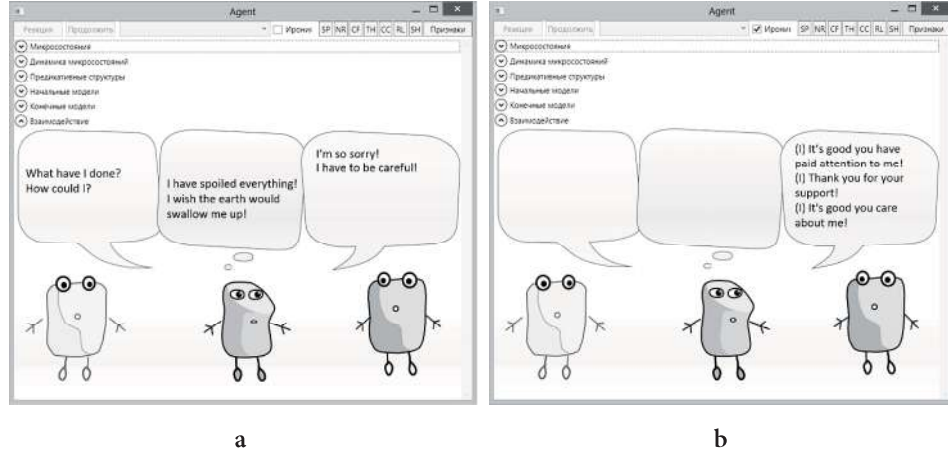 Agent
Реакция Продолжить Ирония SP NR CF TH CC RL SH Признаки
Микросостояния
Динамика микросостояний
Предикативные структуры
Начальные модели
Конечные модели
Взаимодействие
What have I done?
How could I?
I have spoiled everything!
I wish the earth would
swallow me up!
I'm so sorry!
I have to be careful!
a
Agent
Реакция Продолжить Ирония SP NR CF TH CC RL SH Признаки
Микросостояния
Динамика микросостояний
Предикативные структуры
Начальные модели
Конечные модели
Взаимодействие
(I) It's good you have
paid attention to me!
(I) Thank you for your
support!
(I) It's good you care
about me!
b